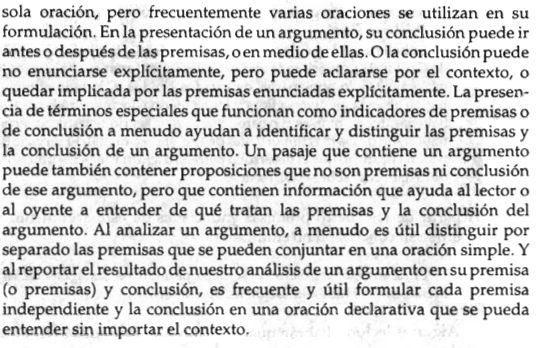 sola oración, pero frecuentemente varias oraciones se utilizan en su
formulación. En la presentación de un argumento, su conclusión puede ir
antes o después de las premisas, o en medio de ellas. O la conclusión puede
no enunciarse explícitamente, pero puede aclararse por el contexto, o
quedar implicada por las premisas enunciadas explícitamente. La presen-
cia de términos especiales que funcionan como indicadores de premisas o
de conclusión a menudo ayudan a identificar y distinguir las premisas y
la conclusión de un argumento. Un pasaje que contiene un argumento
puede también contener proposiciones que no son premisas ni conclusión
de ese argumento, pero que contienen información que ayuda al lector o
al oyente a entender de qué tratan las premisas y la conclusión del
argumento. Al analizar un argumento, a menudo es útil distinguir por
separado las premisas que se pueden conjuntar en una oración simple. Y
al reportar el resultado de nuestro análisis de un argumento en su premisa
(o premisas) y conclusión, es frecuente y útil formular cada premisa
independiente y la conclusión en una oración declarativa que se pueda
entender sin importar el contexto.